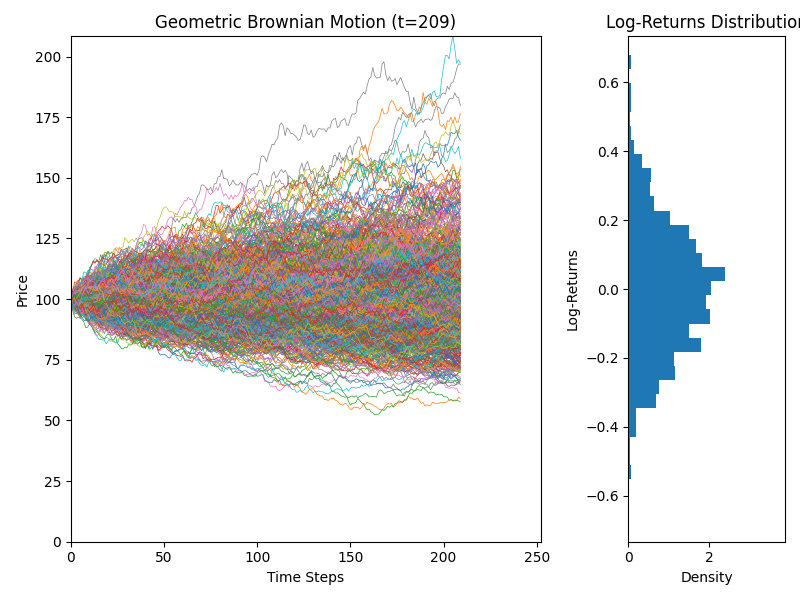 Geometric Brownian Motion (t=209)
200
175
150
125
100
75
50
25
0
Price
0 50 100 150 200 250
Time Steps
Log-Returns Distribution
0.6
0.4
0.2
0.0
−0.2
−0.4
−0.6
Log-Returns
0 2
Density